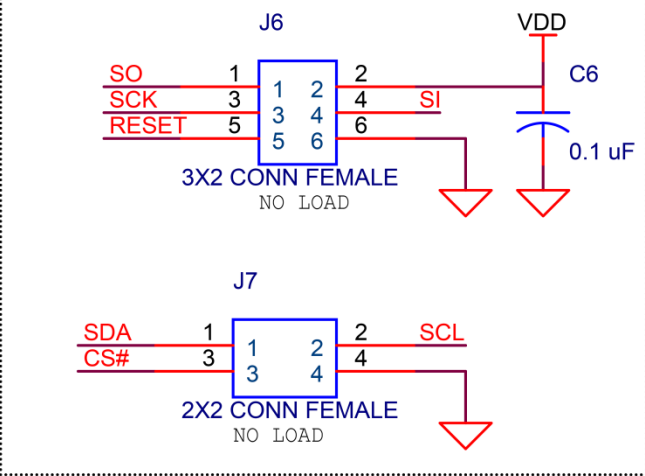 J6
VDD
SO 1 1 2 2
C6
SCK 3 3 4 4 SI
RESET 5 5 6 6
0.1 uF
3X2 CONN FEMALE
NO LOAD
J7
SDA 1 1 2 2 SCL
CS# 3 3 4 4
2X2 CONN FEMALE
NO LOAD